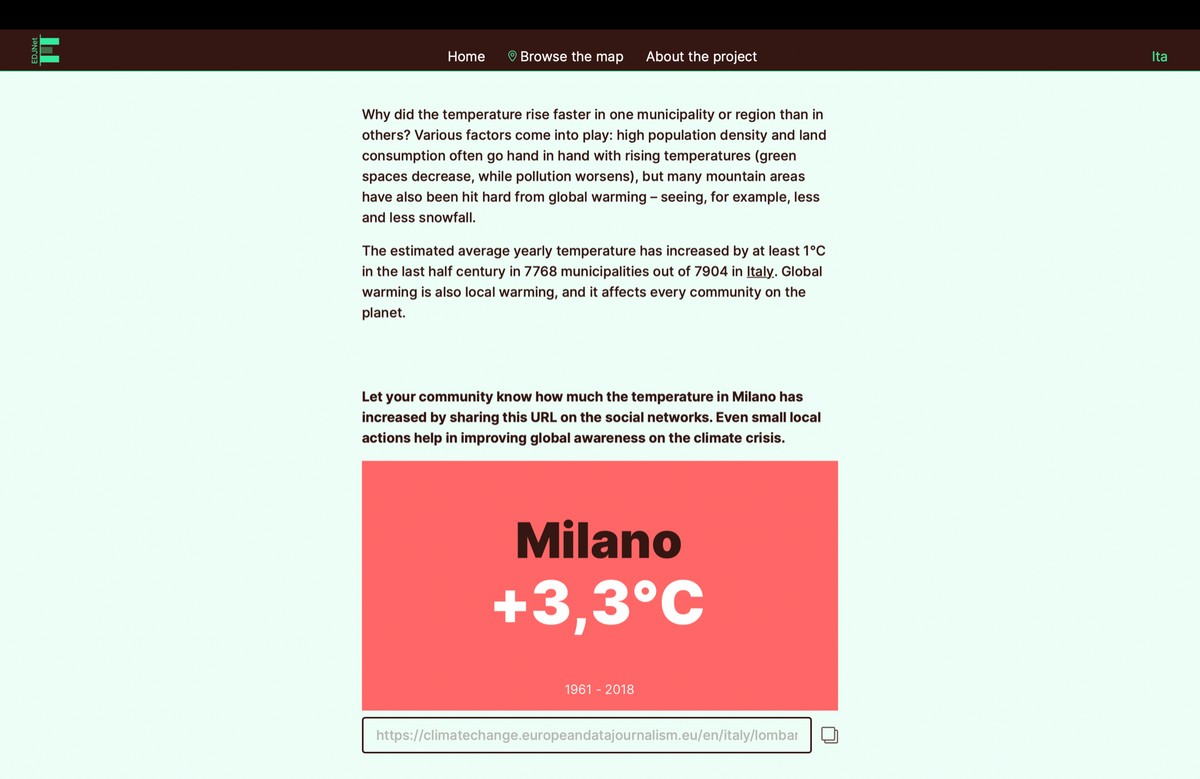 EDJNet
Home Browse the map About the project Ita
Why did the temperature rise faster in one municipality or region than in
others? Various factors come into play: high population density and land
consumption often go hand in hand with rising temperatures (green
spaces decrease, while pollution worsens), but many mountain areas
have also been hit hard from global warming – seeing, for example, less
and less snowfall.
The estimated average yearly temperature has increased by at least 1°C
in the last half century in 7768 municipalities out of 7904 in Italy. Global
warming is also local warming, and it affects every community on the
planet.
Let your community know how much the temperature in Milano has
increased by sharing this URL on the social networks. Even small local
actions help in improving global awareness on the climate crisis.
Milano
+3,3°C
1961 - 2018
https://climatechange.europeandatajournalism.eu/en/italy/lombar